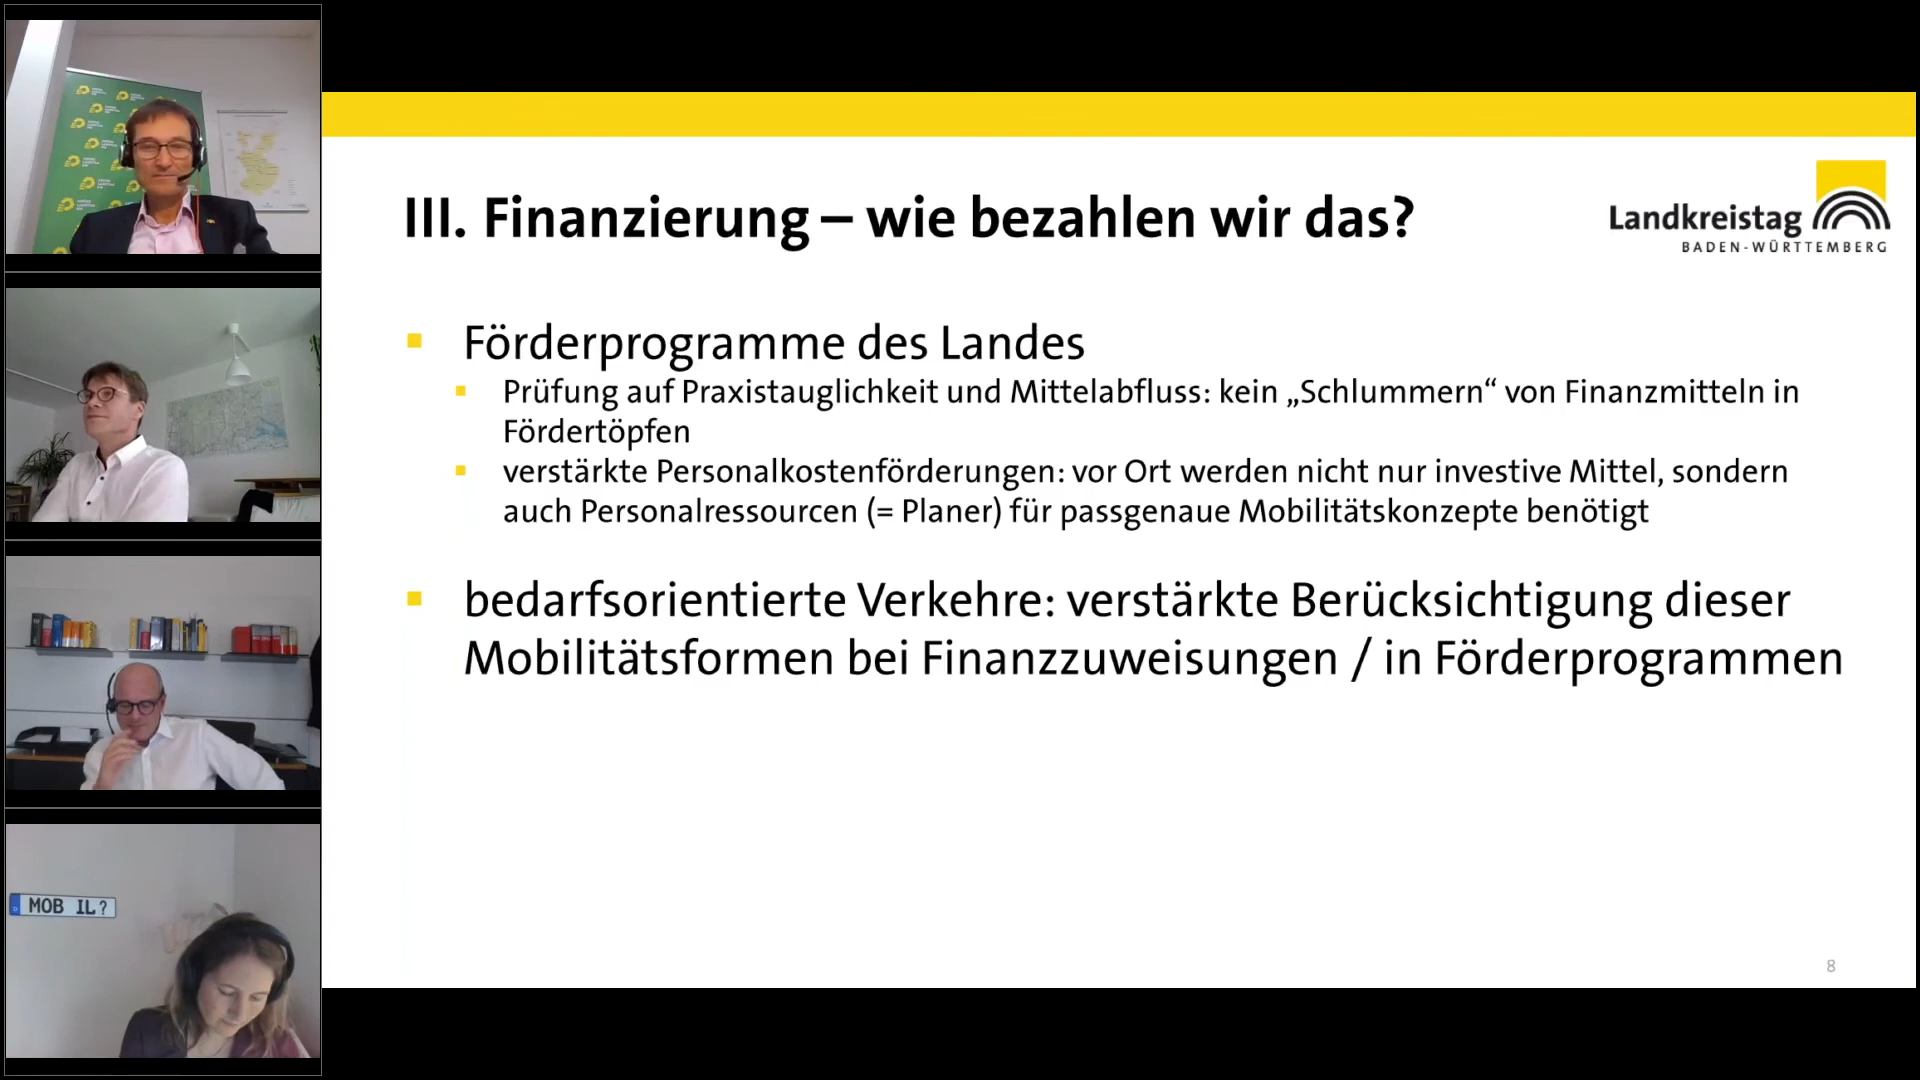 III. Finanzierung – wie bezahlen wir das?
Landkreistag
BADEN-WÜRTTEMBERG
Förderprogramme des Landes
Prüfung auf Praxistauglichkeit und Mittelabfluss: kein „Schlummern“ von Finanzmitteln in
Fördertöpfen
verstärkte Personalkostenförderungen: vor Ort werden nicht nur investive Mittel, sondern
auch Personalressourcen (= Planer) für passgenaue Mobilitätskonzepte benötigt
bedarfsorientierte Verkehre: verstärkte Berücksichtigung dieser
Mobilitätsformen bei Finanzzuweisungen / in Förderprogrammen
8
MOB IL?